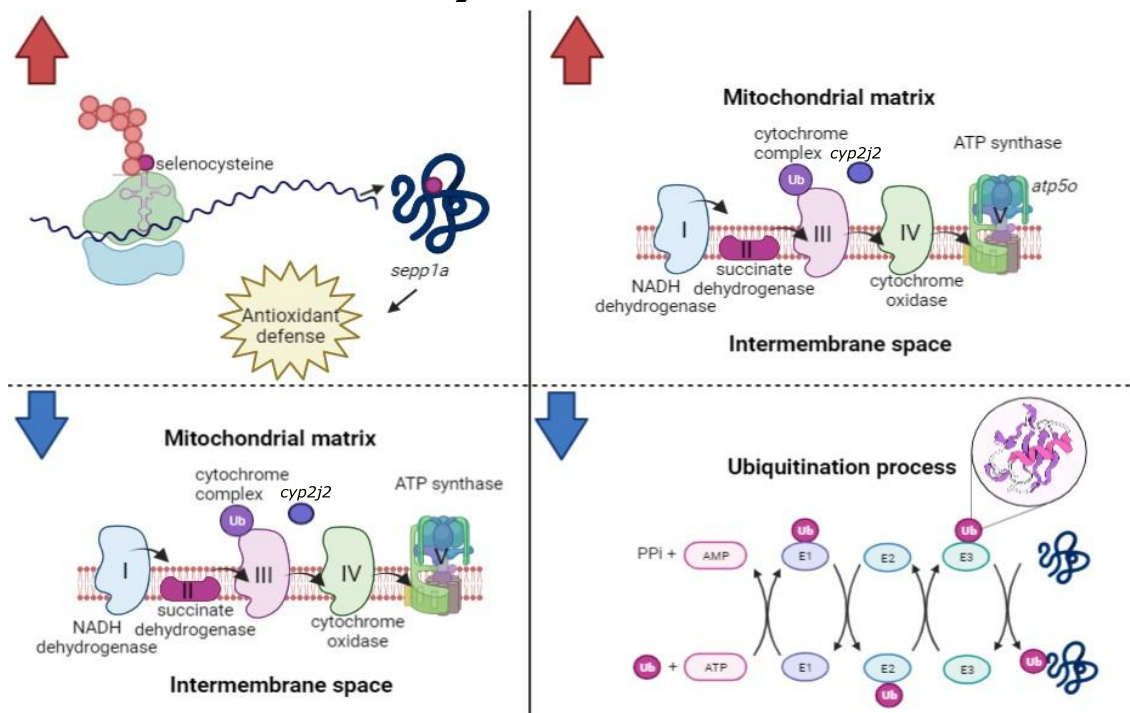 selenocysteine
sepp1a
Antioxidant
defense
Mitochondrial matrix
cytochrome
complex
cyp2j2
ATP synthase
Ub
atp5o
I
II
III
IV
V
succinate
dehydrogenase
NADH
dehydrogenase
cytochrome
oxidase
Intermembrane space
Mitochondrial matrix
cytochrome
complex
cyp2j2
ATP synthase
Ub
I
II
III
IV
V
succinate
dehydrogenase
NADH
dehydrogenase
cytochrome
oxidase
Intermembrane space
Ubiquitination process
Ub
Ub
PPi +
AMP
E1
E2
E3
Ub
+
ATP
E1
E2
E3
Ub
Ub